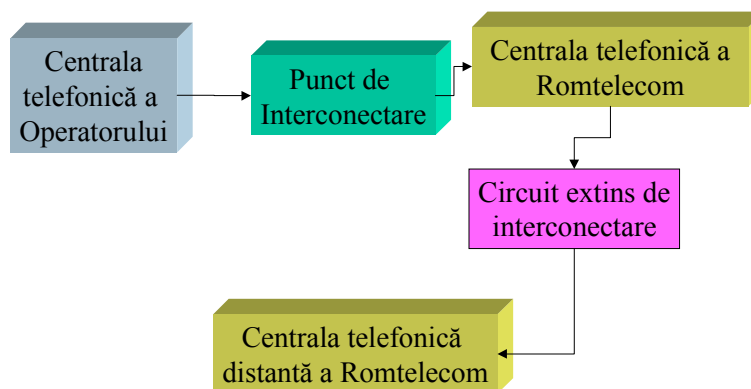 Centrala
telefonică a
Operatorului
Punct de
Interconectare
Centrala telefonică a
Romtelecom
Circuit extins de
interconectare
Centrala telefonică
distantă a Romtelecom